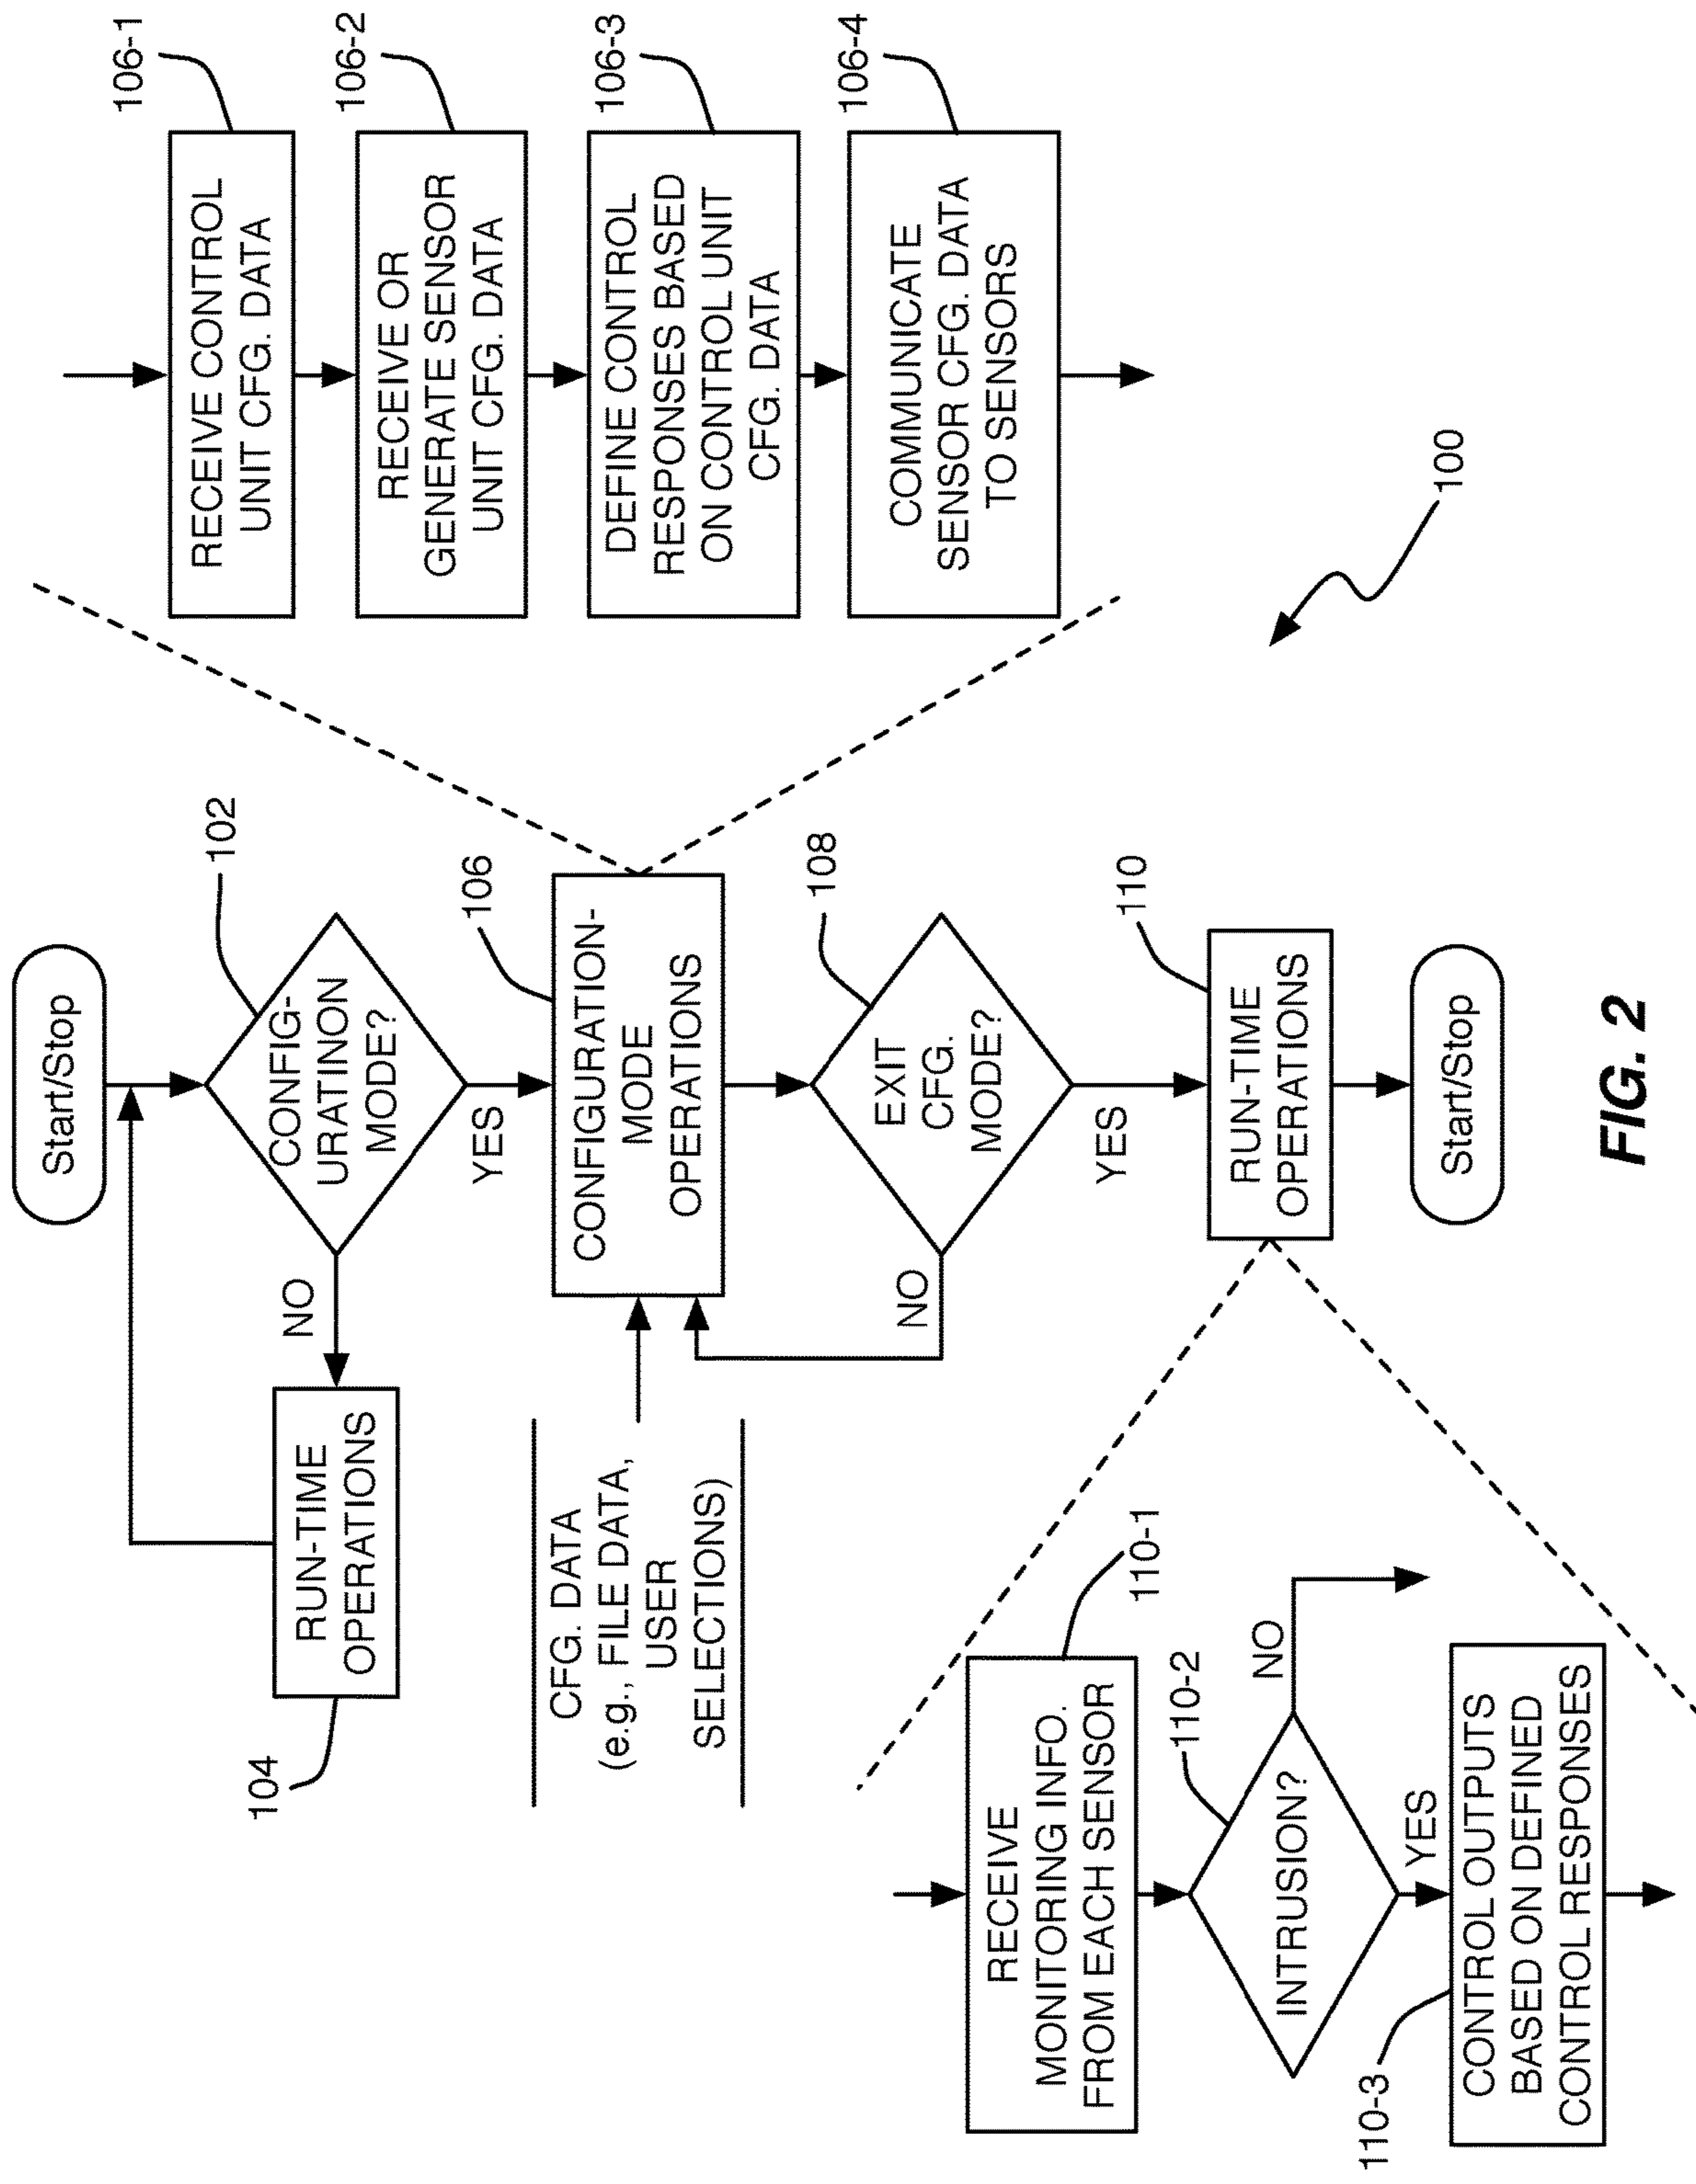 Start/Stop
102
CONFIG-
URATINON
MODE?
NO
YES
RUN-TIME
OPERATIONS
104
106
CONFIGURATION-
MODE
OPERATIONS
CFG. DATA
(e.g., FILE DATA,
USER
SELECTIONS)
108
EXIT
CFG.
MODE?
NO
YES
110
RUN-TIME
OPERATIONS
Start/Stop
106-1
RECEIVE CONTROL
UNIT CFG. DATA
106-2
RECEIVE OR
GENERATE SENSOR
UNIT CFG. DATA
106-3
DEFINE CONTROL
RESPONSES BASED
ON CONTROL UNIT
CFG. DATA
106-4
COMMUNICATE
SENSOR CFG. DATA
TO SENSORS
100
RECEIVE
MONITORING INFO.
FROM EACH SENSOR
110-1
110-2
INTRUSION?
NO
YES
110-3
CONTROL OUTPUTS
BASED ON DEFINED
CONTROL RESPONSES
FIG. 2